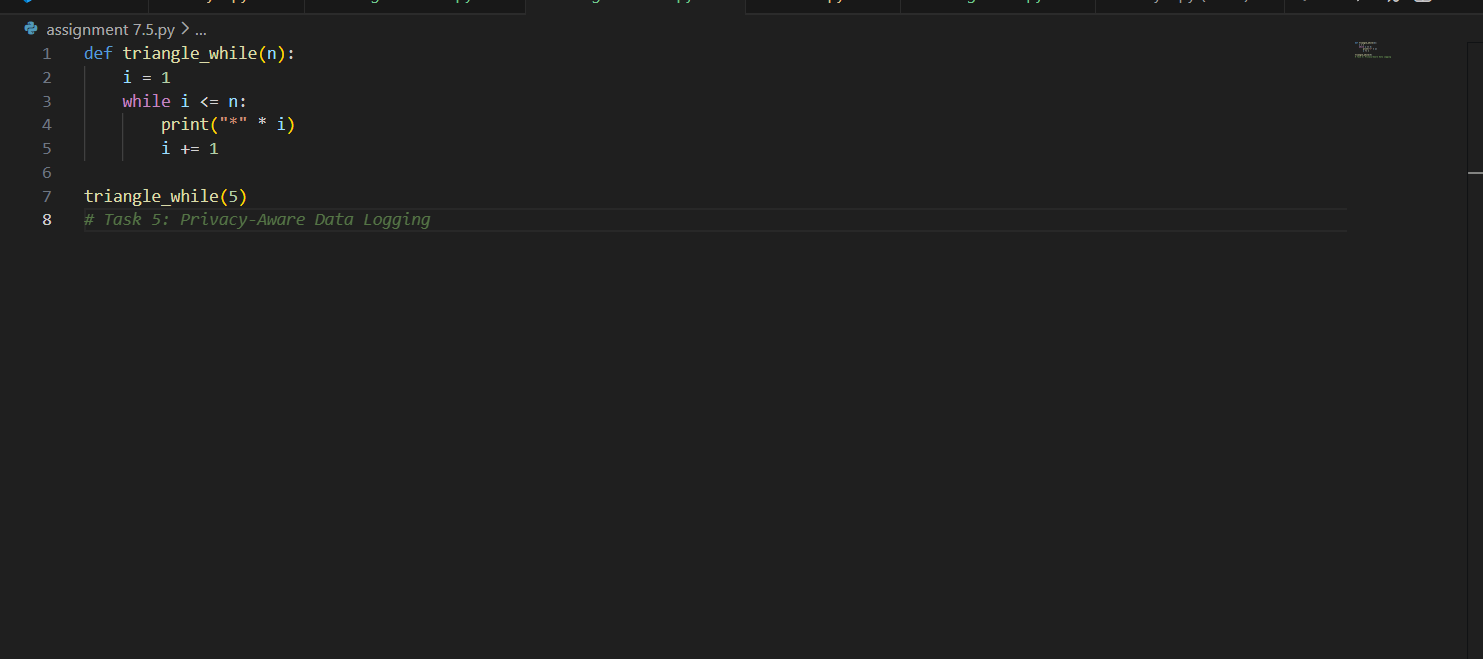 assignment 7.5.py > ...
1 def triangle_while(n):
2     i = 1
3     while i <= n:
4         print("*" * i)
5         i += 1
6
7 triangle_while(5)
8 # Task 5: Privacy-Aware Data Logging